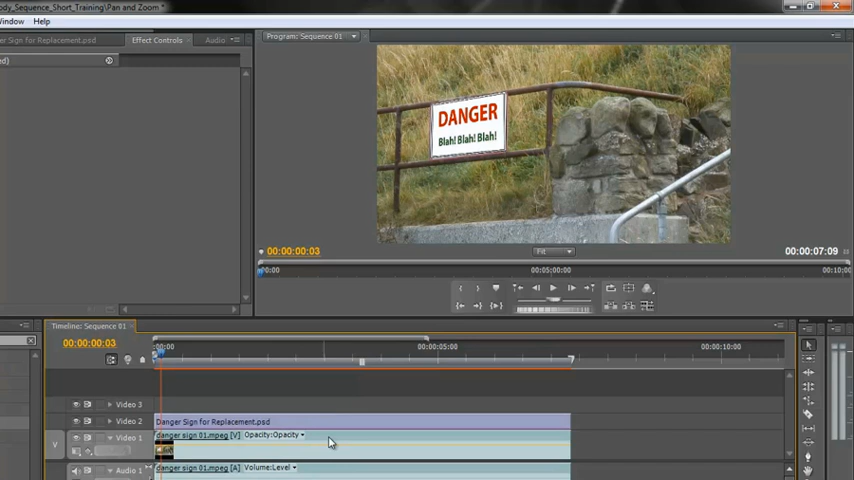 ody_Sequence_Short_Training\Pan and Zoom *
Window Help
er Sign for Replacement.psd Effect Controls Audio
Program: Sequence 01
DANGER
Blah! Blah! Blah!
00:00:00:03 Fit 00:00:07:09
00:00 00:05:00:00 00:10:00
Timeline: Sequence 01
00:00:00:03 :00:00 00:00:05:00 00:00:10:00
Video 3
Video 2 Danger Sign for Replacement.psd
V Video 1 danger sign 01.mpeg [V] Opacity:Opacity
Audio 1 danger sign 01.mpeg [A] Volume:Level